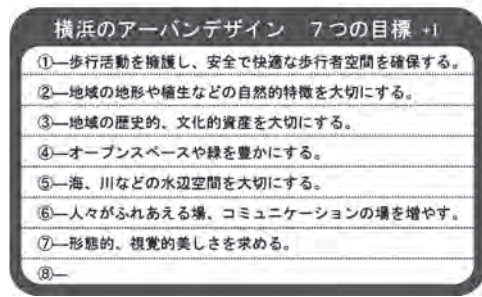 横浜のアーバンデザイン 7つの目標 +1
①―歩行活動を擁護し、安全で快適な歩行者空間を確保する。
②―地域の地形や植生などの自然的特徴を大切にする。
③―地域の歴史的、文化的資産を大切にする。
④―オープンスペースや緑を豊かにする。
⑤―海、川などの水辺空間を大切にする。
⑥―人々がふれあえる場、コミュニケーションの場を増やす。
⑦―形態的、視覚的美しさを求める。
⑧―